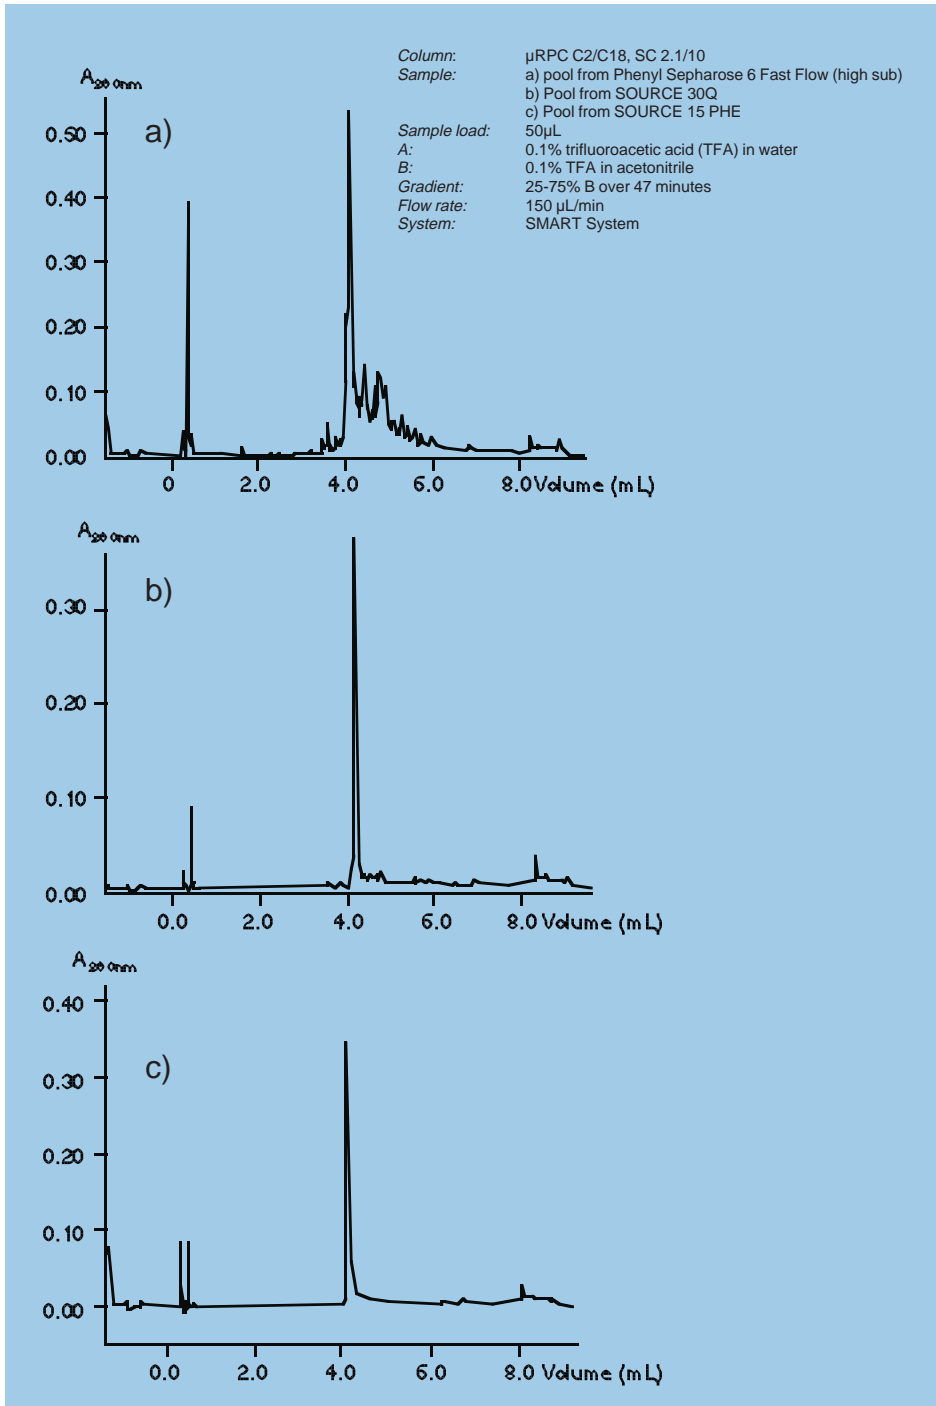 Column: µRPC C2/C18, SC 2.1/10
Sample: a) pool from Phenyl Sepharose 6 Fast Flow (high sub)
b) Pool from SOURCE 30Q
c) Pool from SOURCE 15 PHE
Sample load: 50µL
A: 0.1% trifluoroacetic acid (TFA) in water
B: 0.1% TFA in acetonitrile
Gradient: 25-75% B over 47 minutes
Flow rate: 150 µL/min
System: SMART System
a)
0.50
0.40
0.30
0.20
0.10
0.00
0 2.0 4.0 6.0 8.0 Volume (mL)
b)
0.30
0.20
0.10
0.00
0.0 2.0 4.0 6.0 8.0 Volume (mL)
c)
0.40
0.30
0.20
0.10
0.00
0.0 2.0 4.0 6.0 8.0 Volume (mL)